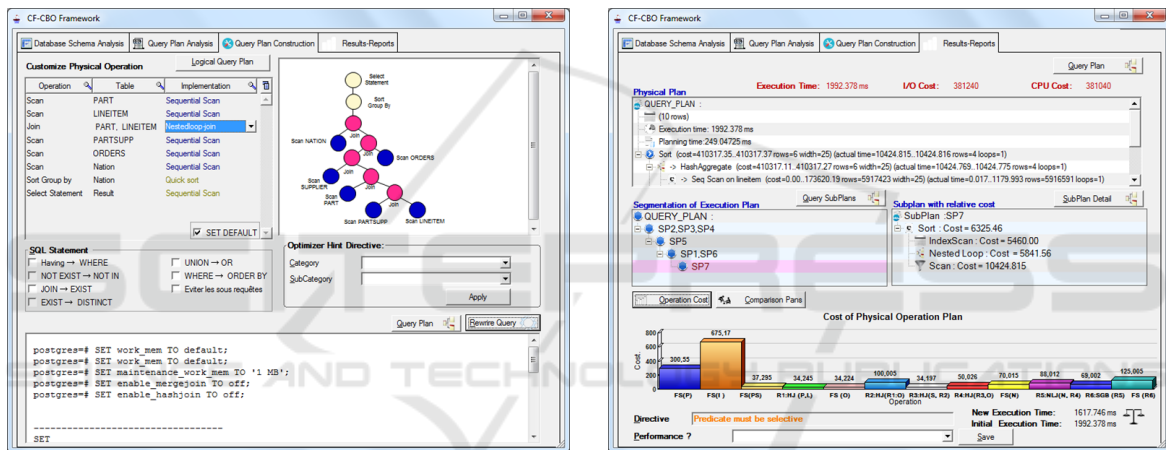 CF-CBO Framework
Database Schema Analysis Query Plan Analysis Query Plan Construction Results-Reports
Customize Physical Operation
Logical Query Plan
Operation Table Implementation
Scan PART Sequential Scan
Scan LINEITEM Sequential Scan
Join PART, LINEITEM Nestedloop-join
Scan PARTSUPP Sequential Scan
Scan ORDERS Sequential Scan
Scan Nation Sequential Scan
Sort Group by Nation Quick sort
Select Statement Result Sequential Scan
SET DEFAULT
Select Statement
Sort Group By
Join
Scan NATION
Join
Join
Scan ORDERS
Scan SUPPLIER
Join
Scan PART
Join
Scan PARTSUPP
Scan LINEITEM
SQL Statement
Having → WHERE
UNION → OR
NOT EXIST → NOT IN
WHERE → ORDER BY
JOIN → EXIST
Eviter les sous requêtes
EXIST → DISTINCT
Optimizer Hint Directive:
Category
SubCategory
Apply
Query Plan
Rewrire Query
postgres=# SET work_mem TO default;
postgres=# SET work_mem TO default;
postgres=# SET maintenance_work_mem TO '1 MB';
postgres=# SET enable_mergejoin TO off;
postgres=# SET enable_hashjoin TO off;
------------------------------------
SET
CF-CBO Framework
Database Schema Analysis Query Plan Analysis Query Plan Construction Results-Reports
Query Plan
Physical Plan
Execution Time: 1992.378 ms I/O Cost: 381240 CPU Cost: 381040
QUERY_PLAN :
(10 rows)
Execution time: 1992.378 ms
Planning time: 249.04725 ms
Sort (cost=410317.35..410317.37 rows=6 width=25) (actual time=10424.815..10424.816 rows=4 loops=1)
-> HashAggregate (cost=410317.11..410317.27 rows=6 width=25) (actual time=10424.769..10424.775 rows=4 loops=1)
-> Seq Scan on lineitem (cost=0.00..173620.19 rows=5917423 width=25) (actual time=0.017..1179.993 rows=5916591 loops=1)
Segmentation of Execution Plan
Query SubPlans
QUERY_PLAN :
SP2,SP3,SP4
SP5
SP1,SP6
SP7
Subplan with relative cost
SubPlan Detail
SubPlan :SP7
Sort : Cost = 6325.46
IndexScan : Cost = 5460.00
Nested Loop : Cost = 5841.56
Scan : Cost = 10424.815
Operation Cost
Comparison Pans
Cost of Physical Operation Plan
Cost.
800
600
400
200
0
300,55 675,17 37,295 34,245 34,224 100,005 34,197 50,026 70,015 88,012 69,002 125,005
FS(P) FS(I ) FS(PS) R1:HJ (P,L) FS (O) R2:HJ(R1:O) R3:HJ(S, R2) R4:HJ(R3,O) FS(N) R5:NLJ(N, R4) R6:SGB (RS) FS (R6)
Operation
Directive
Predicate must be selective
New Execution Time: 1617.746 ms
Initial Execution Time: 1992.378 ms
Performance ?
Save
SCITEPRESS
SCIENCE AND TECHNOLOGY PUBLICATIONS